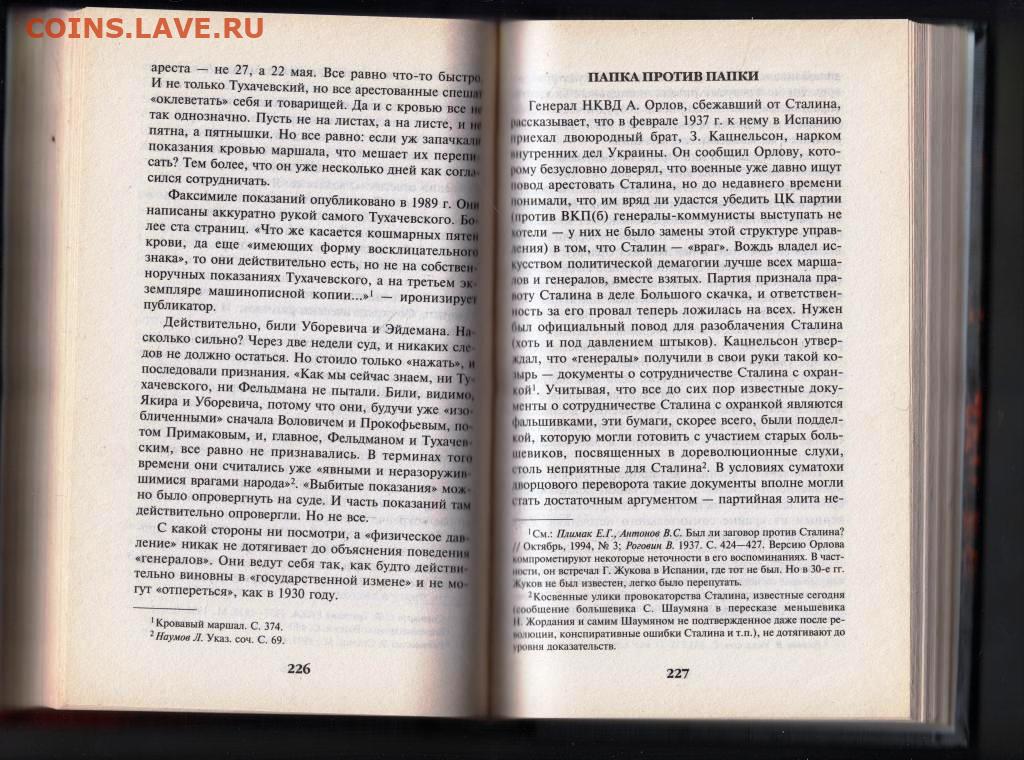 COINS.LAVE.RU
ареста — не 27, а 22 мая. Все равно что-то быстро.
И не только Тухачевский, но все арестованные спешат
"оклеветать" себя и товарищей. Да и с кровью все не
так однозначно. Пусть не на листах, а на листе, и не
пятна, а пятнышки. Но все равно: если уж запачкали
показания кровью маршала, что мешает их перепи-
сать? Тем более, что он уже несколько дней как согла-
сился сотрудничать.
Факсимиле показаний опубликовано в 1989 г. Они
написаны аккуратно рукой самого Тухачевского. Бо-
лее ста страниц. «Что же касается кошмарных пятен
крови, да еще «имеющих форму восклицательного
знака", то они действительно есть, но не на собствен-
норучных показаниях Тухачевского, а на третьем эк-
земпляре машинописной копии...»¹ — иронизирует
публикатор.
Действительно, били Уборевича и Эйдемана. На-
сколько сильно? Через две недели суд, и никаких сле-
дов не должно остаться. Но стоило только «нажать», и
последовали признания. «Как мы сейчас знаем, ни Ту-
хачевского, ни Фельдмана не пытали. Били, видимо,
Якира и Уборевича, потому что они, будучи уже «изо-
бличенными» сначала Воловичем и Прокофьевым, по-
том Примаковым, и, главное, Фельдманом и Тухачев-
ским, все равно не признавались. В терминах того
времени они считались уже «явными и неразоружив-
шимися врагами народа»². «Выбитые показания» мож-
но было опровергнуть на суде. И часть показаний там
действительно опровергли. Но не все.
С какой стороны ни посмотри, а «физическое дав-
ление» никак не дотягивает до объяснения поведения
«генералов». Они ведут себя так, как будто действи-
тельно виновны в "государственной измене» и не мо-
гут «отпереться», как в 1930 году.
¹ Кровавый маршал. С. 374.
² Наумов Л. Указ. соч. С. 69.
226
ПАПКА ПРОТИВ ПАПКИ
Генерал НКВД А. Орлов, сбежавший от Сталина,
рассказывает, что в феврале 1937 г. к нему в Испанию
приехал двоюродный брат, З. Кацнельсон, нарком
внутренних дел Украины. Он сообщил Орлову, кото-
рому безусловно доверял, что военные уже давно ищут
повод арестовать Сталина, но до недавнего времени
понимали, что им вряд ли удастся убедить ЦК партии
(против ВКП(б) генералы-коммунисты выступать не
хотели — у них не было замены этой структуре управ-
ления) в том, что Сталин — «враг». Вождь владел ис-
кусством политической демагогии лучше всех марша-
лов и генералов, вместе взятых. Партия признала пра-
воту Сталина в деле Большого скачка, и ответствен-
ность за его провал теперь ложилась на всех. Нужен
был официальный повод для разоблачения Сталина
(хоть и под давлением штыков). Кацнельсон утвер-
ждал, что «генералы» получили в свои руки такой ко-
зырь — документы о сотрудничестве Сталина с охран-
кой¹. Учитывая, что все до сих пор известные доку-
менты о сотрудничестве Сталина с охранкой являются
фальшивками, эти бумаги, скорее всего, были поддел-
кой, которую могли готовить с участием старых боль-
шевиков, посвященных в дореволюционные слухи,
столь неприятные для Сталина². В условиях суматохи
дворцового переворота такие документы вполне могли
стать достаточным аргументом — партийная элита не-
¹ См.: Плимак Е.Г., Антонов В.С. Был ли заговор против Сталина?
// Октябрь, 1994, № 3; Роговин В. 1937. С. 424—427. Версию Орлова
компрометируют некоторые неточности в его воспоминаниях. В част-
ности, он встречал Г. Жукова в Испании, где тот не был. Но в 30-е гг.
Жуков не был известен, легко было перепутать.
² Косвенные улики провокаторства Сталина, известные сегодня
(сообщение большевика С. Шаумяна в пересказе меньшевика
Н. Жордания и самим Шаумяном не подтвержденное даже после ре-
волюции, конспиративные ошибки Сталина и т.п.), не дотягивают до
уровня доказательств.
227